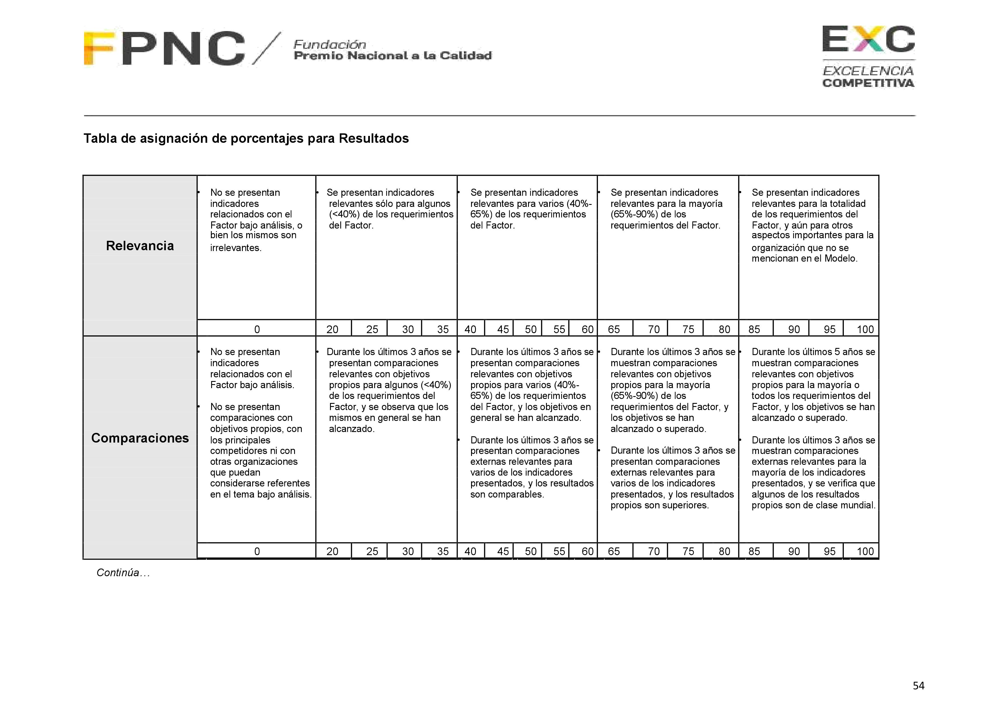 FPNC
Fundación
Premio Nacional a la Calidad
EXC
EXCELENCIA
COMPETITIVA
Tabla de asignación de porcentajes para Resultados
Relevancia
• No se presentan
indicadores
relacionados con el
Factor bajo análisis, o
bien los mismos son
irrelevantes.
• Se presentan indicadores
relevantes sólo para algunos
(<40%) de los requerimientos
del Factor.
• Se presentan indicadores
relevantes para varios (40%-
65%) de los requerimientos
del Factor.
• Se presentan indicadores
relevantes para la mayoría
(65%-90%) de los
requerimientos del Factor.
• Se presentan indicadores
relevantes para la totalidad
de los requerimientos del
Factor, y aún para otros
aspectos importantes para la
organización que no se
mencionan en el Modelo.
0 20 25 30 35 40 45 50 55 60 65 70 75 80 85 90 95 100
Comparaciones
• No se presentan
indicadores
relacionados con el
Factor bajo análisis.
• No se presentan
comparaciones con
objetivos propios, con
los principales
competidores ni con
otras organizaciones
que puedan
considerarse referentes
en el tema bajo análisis.
• Durante los últimos 3 años se
presentan comparaciones
relevantes con objetivos
propios para algunos (<40%)
de los requerimientos del
Factor, y se observa que los
mismos en general se han
alcanzado.
• Durante los últimos 3 años se
presentan comparaciones
relevantes con objetivos
propios para varios (40%-
65%) de los requerimientos
del Factor, y los objetivos en
general se han alcanzado.
• Durante los últimos 3 años se
presentan comparaciones
externas relevantes para
varios de los indicadores
presentados, y los resultados
son comparables.
• Durante los últimos 3 años se
muestran comparaciones
relevantes con objetivos
propios para la mayoría
(65%-90%) de los
requerimientos del Factor, y
los objetivos se han
alcanzado o superado.
• Durante los últimos 3 años se
presentan comparaciones
externas relevantes para
varios de los indicadores
presentados, y los resultados
propios son superiores.
• Durante los últimos 5 años se
muestran comparaciones
relevantes con objetivos
propios para la mayoría o
todos los requerimientos del
Factor, y los objetivos se han
alcanzado o superado.
• Durante los últimos 3 años se
muestran comparaciones
externas relevantes para la
mayoría de los indicadores
presentados, y se verifica que
algunos de los resultados
propios son de clase mundial.
0 20 25 30 35 40 45 50 55 60 65 70 75 80 85 90 95 100
Continúa…
54